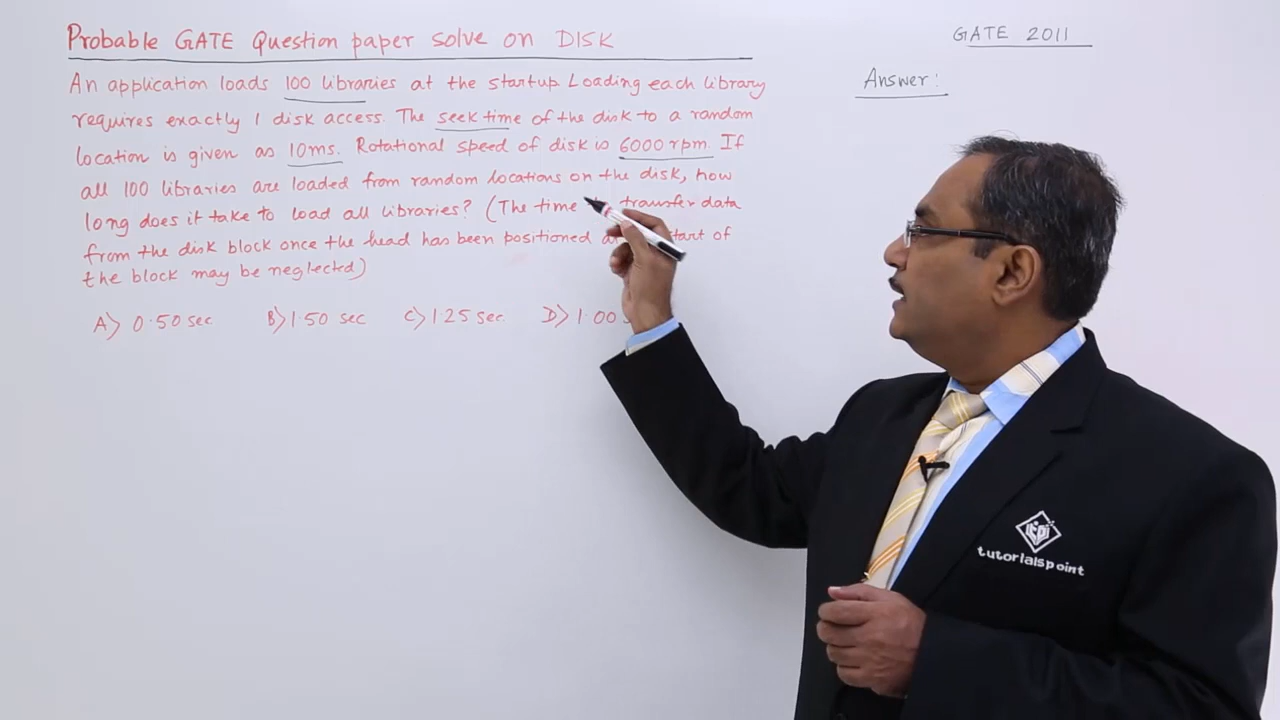 Probable GATE Question paper solve on DISK
GATE 2011
An application loads 100 libraries at the startup. Loading each library
requires exactly 1 disk access. The seek time of the disk to a random
location is given as 10ms. Rotational speed of disk is 6000 rpm. If
all 100 libraries are loaded from random locations on the disk, how
long does it take to load all libraries? (The time transfer data
from the disk block once the head has been positioned of
the block may be neglected)
A) 0.50 sec B) 1.50 sec C) 1.25 sec D) 1.00
Answer:
tutorialspoint